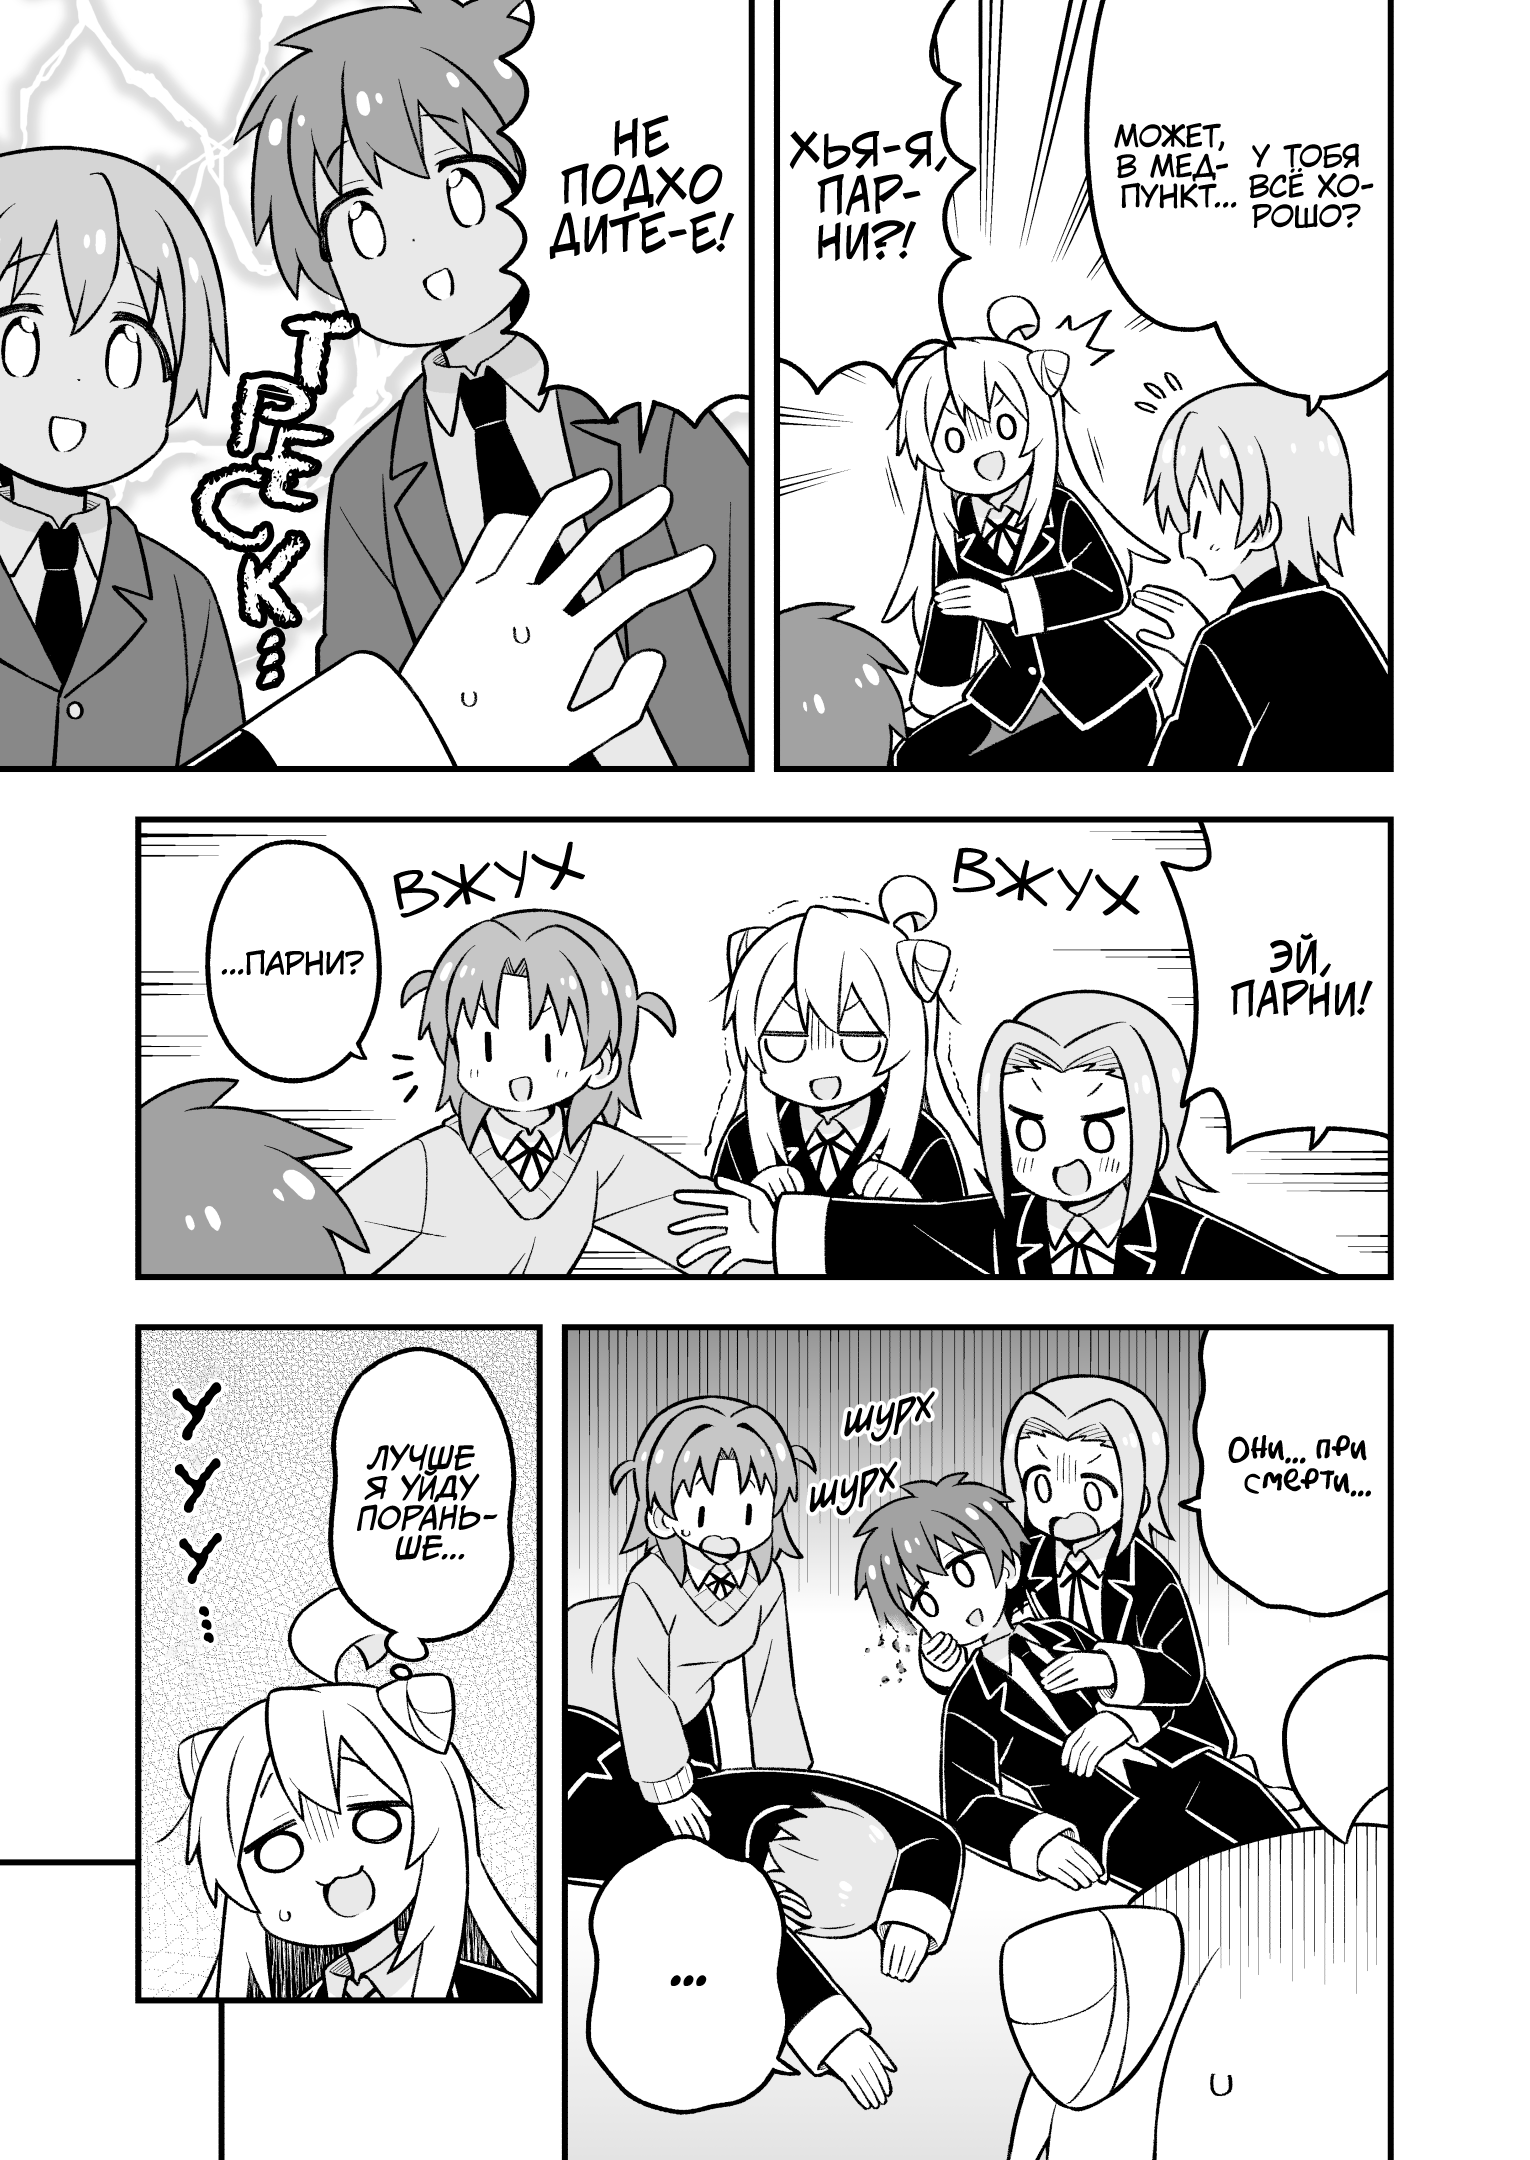 У ТОБЯ
ВСЁ ХО-
РОШО?
МОЖЕТ,
В МЕД-
ПУНКТ...
ХЬЯ-Я,
ПАР-
НИ?!
НЕ
ПОДХО
ДИТЕ-Е!
ТРЕСК...
ЭЙ,
ПАРНИ!
ВЖУХ
ВЖУХ
...ПАРНИ?
ОНИ... ПРИ
СМЕРТИ...
ШУРХ
ШУРХ
...
ЛУЧШЕ
Я УЙДУ
ПОРАНЬ-
ШЕ...
У
У
У
...